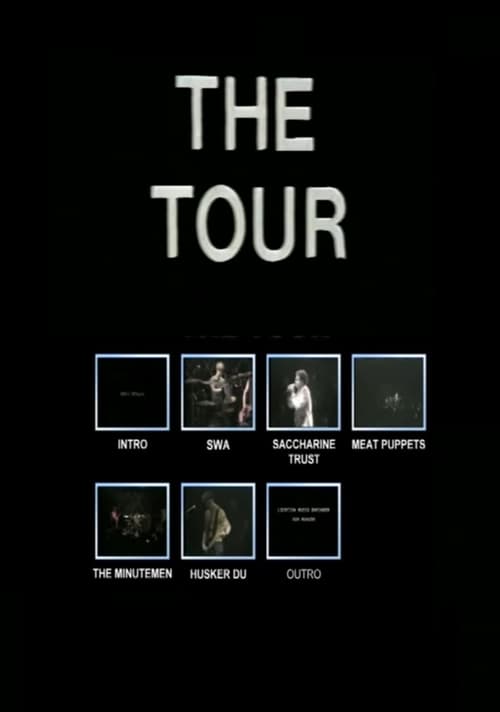 THE
TOUR
INTRO
SWA
SACCHARINE
TRUST
MEAT PUPPETS
THE MINUTEMEN
HUSKER DU
OUTRO